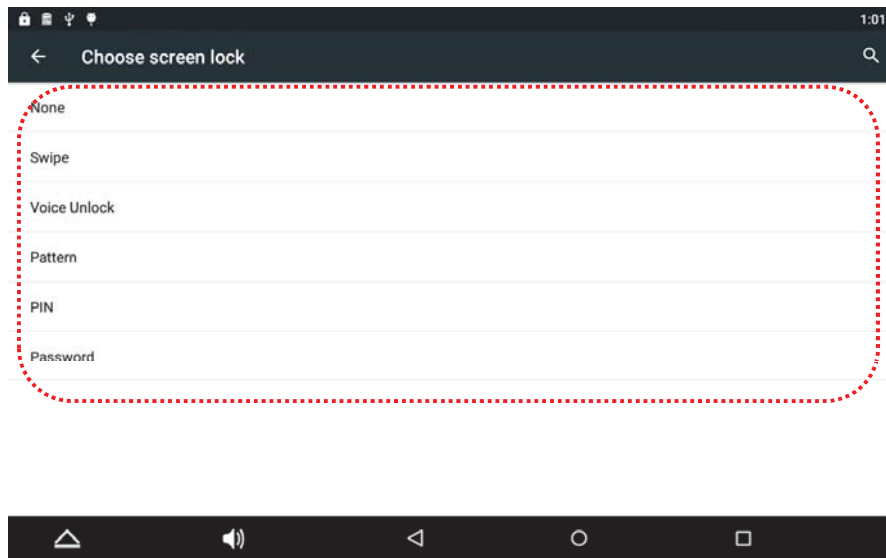 1:01
Choose screen lock
None
Swipe
Voice Unlock
Pattern
PIN
Password